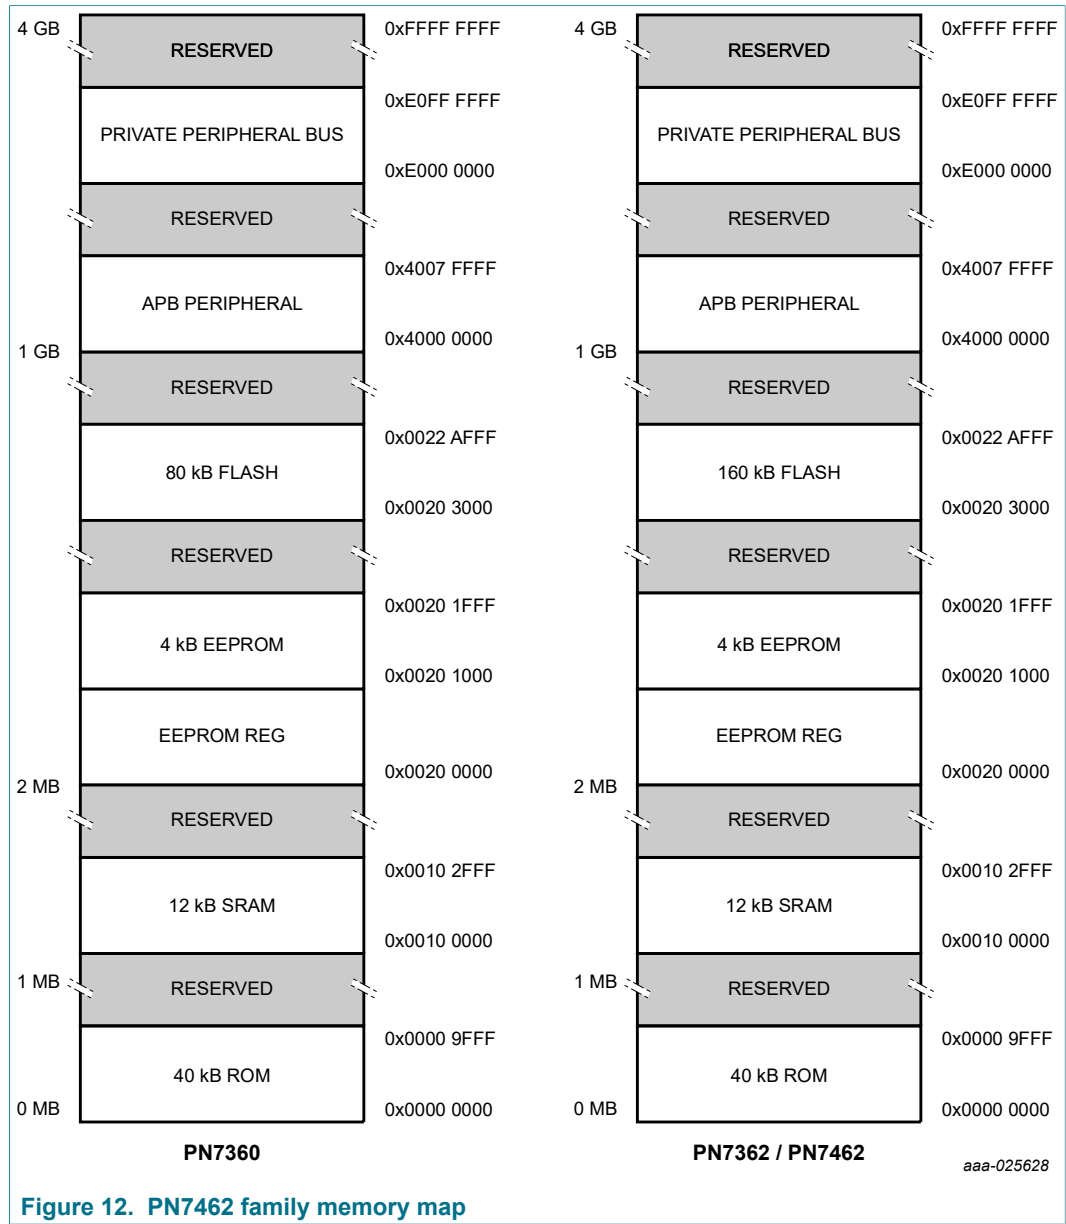 4 GB RESERVED 0xFFFF FFFF 4 GB RESERVED 0xFFFF FFFF
0xE0FF FFFF 0xE0FF FFFF
PRIVATE PERIPHERAL BUS PRIVATE PERIPHERAL BUS
0xE000 0000 0xE000 0000
RESERVED RESERVED
0x4007 FFFF 0x4007 FFFF
APB PERIPHERAL APB PERIPHERAL
0x4000 0000 0x4000 0000
1 GB 1 GB
RESERVED RESERVED
0x0022 AFFF 0x0022 AFFF
80 kB FLASH 160 kB FLASH
0x0020 3000 0x0020 3000
RESERVED RESERVED
0x0020 1FFF 0x0020 1FFF
4 kB EEPROM 4 kB EEPROM
0x0020 1000 0x0020 1000
EEPROM REG EEPROM REG
0x0020 0000 0x0020 0000
2 MB 2 MB
RESERVED RESERVED
0x0010 2FFF 0x0010 2FFF
12 kB SRAM 12 kB SRAM
0x0010 0000 0x0010 0000
1 MB RESERVED 1 MB RESERVED
0x0000 9FFF 0x0000 9FFF
40 kB ROM 40 kB ROM
0 MB 0x0000 0000 0 MB 0x0000 0000
PN7360 PN7362 / PN7462
aaa-025628
Figure 12. PN7462 family memory map